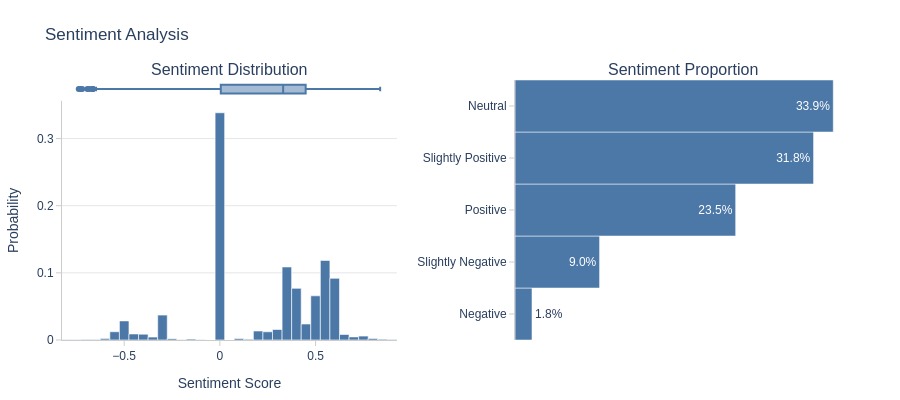 Sentiment Analysis
Sentiment Distribution
0.3
0.2
0.1
0
Probability
−0.5
0
0.5
Sentiment Score
Sentiment Proportion
Neutral
33.9%
Slightly Positive
31.8%
Positive
23.5%
Slightly Negative
9.0%
Negative
1.8%